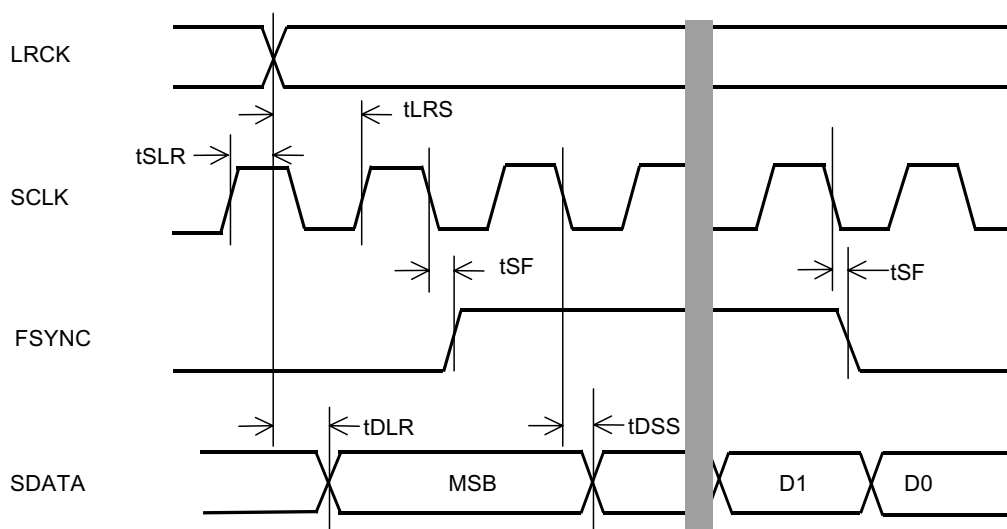 LRCK
tLRS
tSLR
SCLK
tSF
tSF
FSYNC
tDLR
tDSS
SDATA
MSB
D1
D0